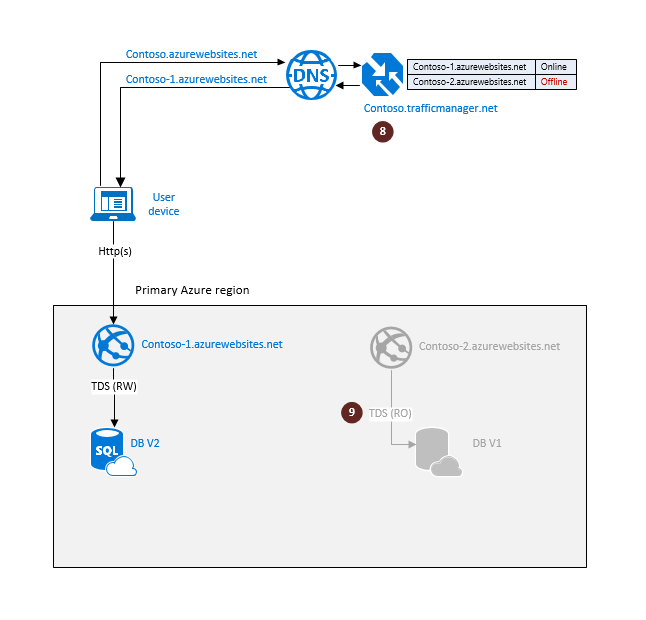 Contoso.azurewebsites.net
Contoso-1.azurewebsites.net
DNS
Contoso-1.azurewebsites.net Online
Contoso-2.azurewebsites.net Offline
Contoso.trafficmanager.net
8
User
device
Http(s)
Primary Azure region
Contoso-1.azurewebsites.net
Contoso-2.azurewebsites.net
TDS (RW)
9 TDS (RO)
SQL
DB V2
DB V1